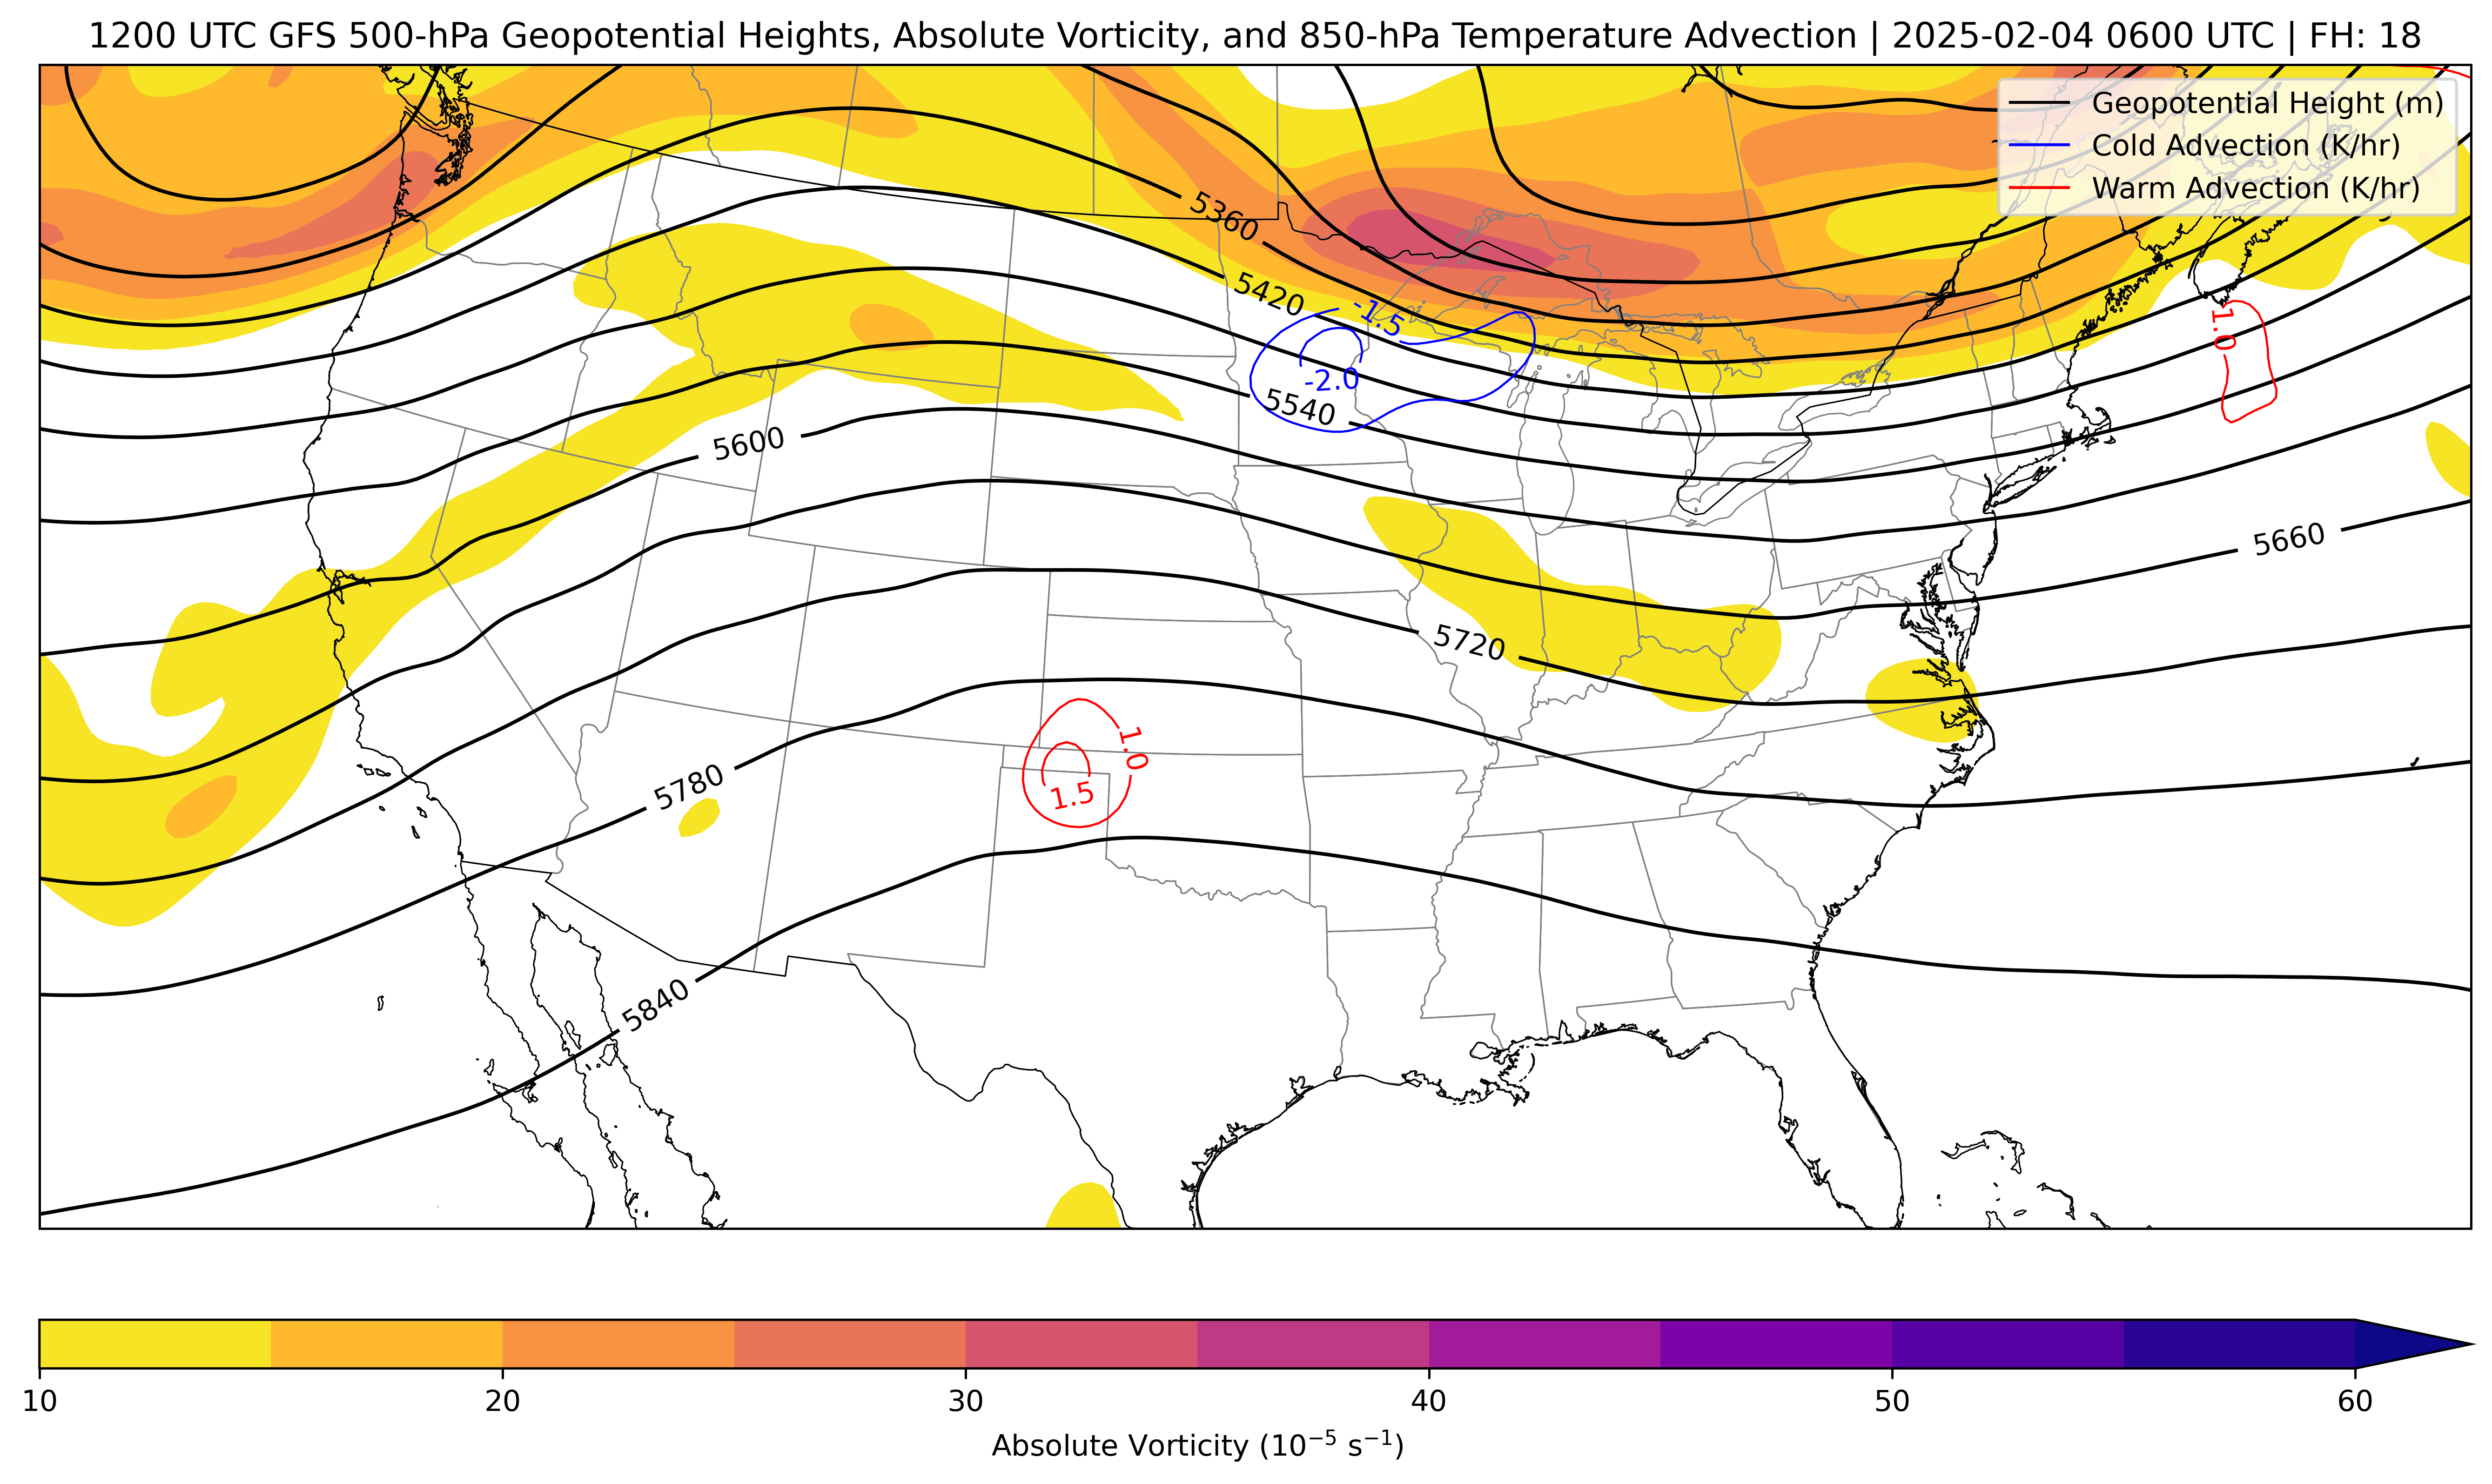 1200 UTC GFS 500-hPa Geopotential Heights, Absolute Vorticity, and 850-hPa Temperature Advection | 2025-02-04 0600 UTC | FH: 18
Geopotential Height (m)
Cold Advection (K/hr)
Warm Advection (K/hr)
5360
5420
-1.5
1.0
-2.0
5540
5600
5660
5720
1.0
5780
1.5
5840
10 20 30 40 50 60
Absolute Vorticity (10⁻⁵ s⁻¹)